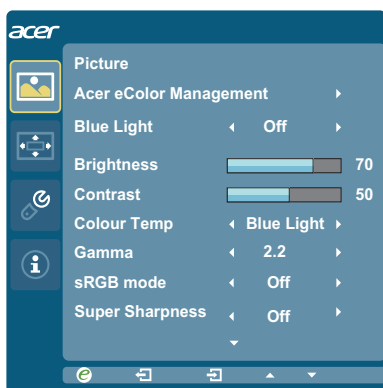 acer
Picture
Acer eColor Management
Blue Light Off
Brightness 70
Contrast 50
Colour Temp Blue Light
Gamma 2.2
sRGB mode Off
Super Sharpness Off
e